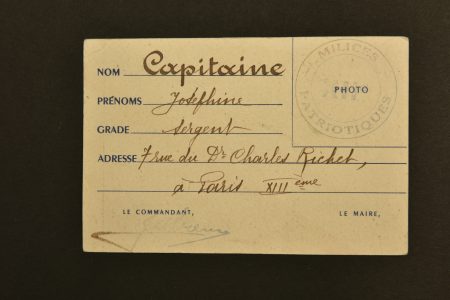 NOM Capitaine
PRÉNOMS Joséphine
GRADE Sergent
ADRESSE 7 rue du Dr Charles Richet,
à Paris XIIIème
LE COMMANDANT,
LE MAIRE,
MILICES PATRIOTIQUES
PHOTO